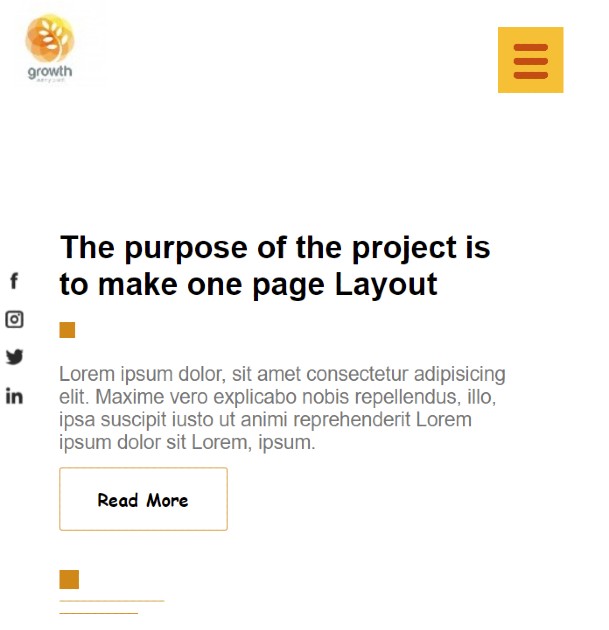 growth
The purpose of the project is
to make one page Layout
Lorem ipsum dolor, sit amet consectetur adipisicing
elit. Maxime vero explicabo nobis repellendus, illo,
ipsa suscipit iusto ut animi reprehenderit Lorem
ipsum dolor sit Lorem, ipsum.
Read More